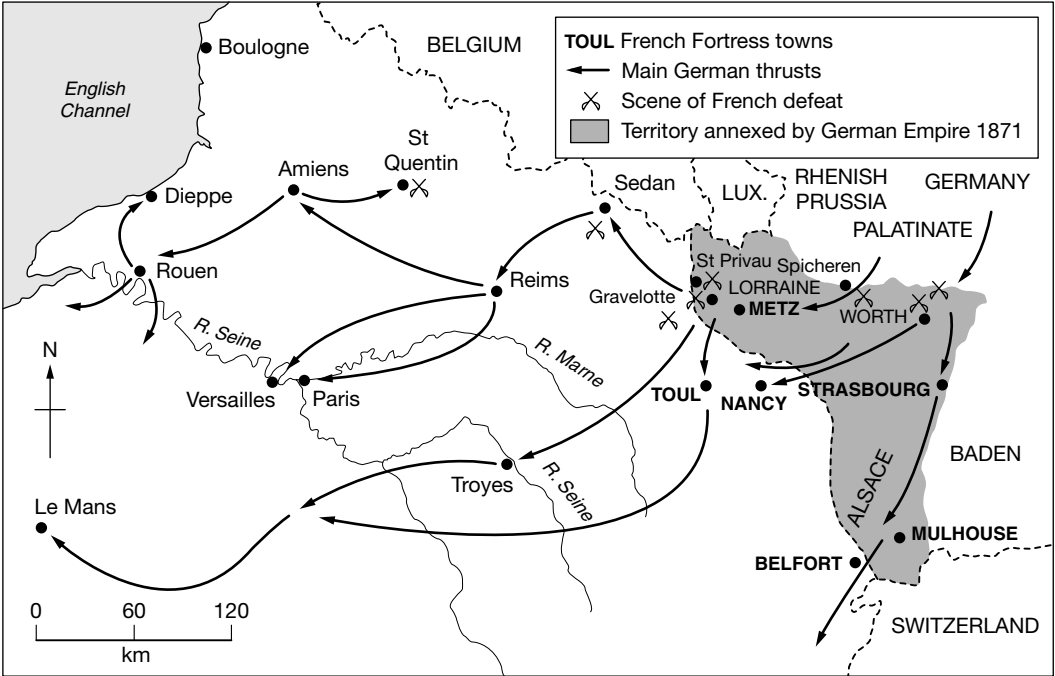 TOUL French Fortress towns
Main German thrusts
Scene of French defeat
Territory annexed by German Empire 1871
Boulogne
BELGIUM
English
Channel
St
Quentin
Amiens
Dieppe
Sedan
LUX.
RHENISH
PRUSSIA
GERMANY
PALATINATE
Rouen
Reims
St Privau
Spicheren
LORRAINE
Gravelotte
METZ
WORTH
R. Seine
R. Marne
N
Versailles
Paris
TOUL
NANCY
STRASBOURG
Troyes
R. Seine
BADEN
ALSACE
Le Mans
MULHOUSE
BELFORT
SWITZERLAND
0 60 120
km